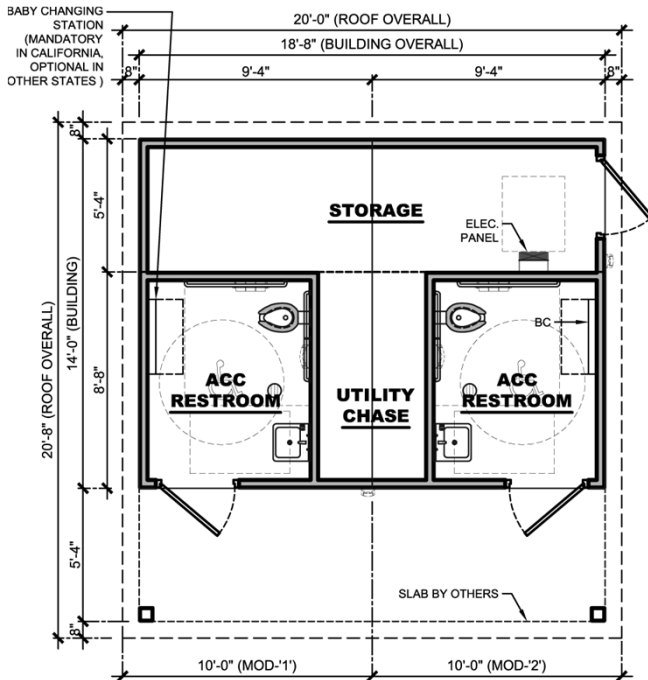 BABY CHANGING
STATION
(MANDATORY
IN CALIFORNIA,
OPTIONAL IN
OTHER STATES )
20'-0" (ROOF OVERALL)
18'-8" (BUILDING OVERALL)
8"
9'-4"
9'-4"
8"
8"
5'-4"
STORAGE
ELEC.
PANEL
14'-0" (BUILDING)
20'-8" (ROOF OVERALL)
8'-8"
BC
ACC
RESTROOM
UTILITY
CHASE
ACC
RESTROOM
5'-4"
SLAB BY OTHERS
8"
10'-0" (MOD-'1')
10'-0" (MOD-'2')